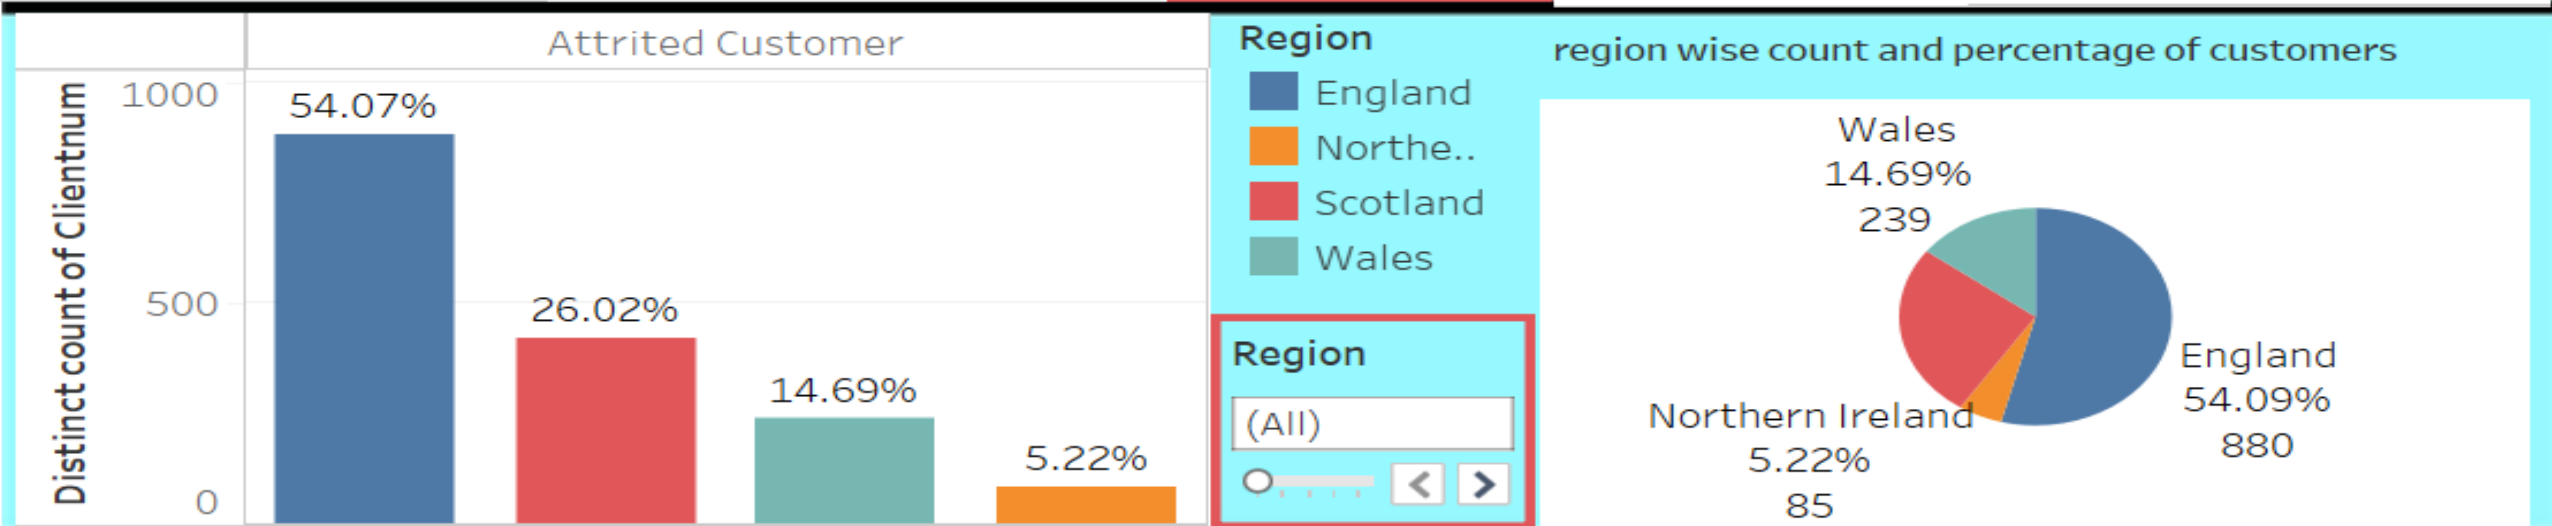 Attrited Customer
Distinct count of Clientnum
1000
500
0
54.07%
26.02%
14.69%
5.22%
Region
England
Northe..
Scotland
Wales
Region
(All)
region wise count and percentage of customers
Wales
14.69%
239
England
54.09%
880
Northern Ireland
5.22%
85